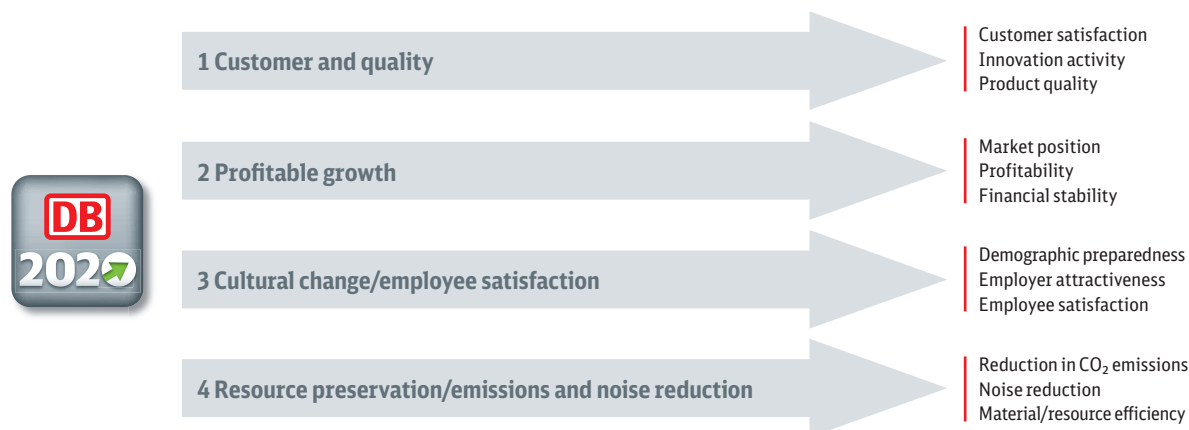 DB
2020
1 Customer and quality
Customer satisfaction
Innovation activity
Product quality
2 Profitable growth
Market position
Profitability
Financial stability
3 Cultural change/employee satisfaction
Demographic preparedness
Employer attractiveness
Employee satisfaction
4 Resource preservation/emissions and noise reduction
Reduction in CO₂ emissions
Noise reduction
Material/resource efficiency